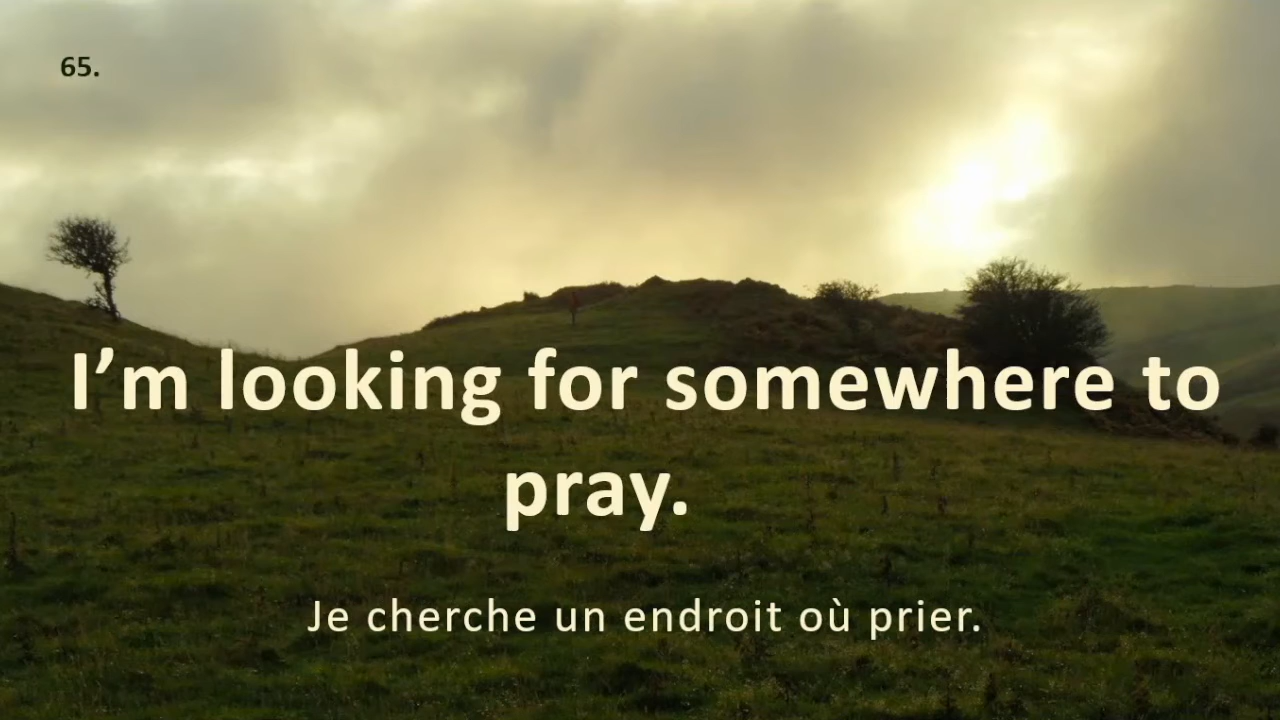 65.
I’m looking for somewhere to
pray.
Je cherche un endroit où prier.